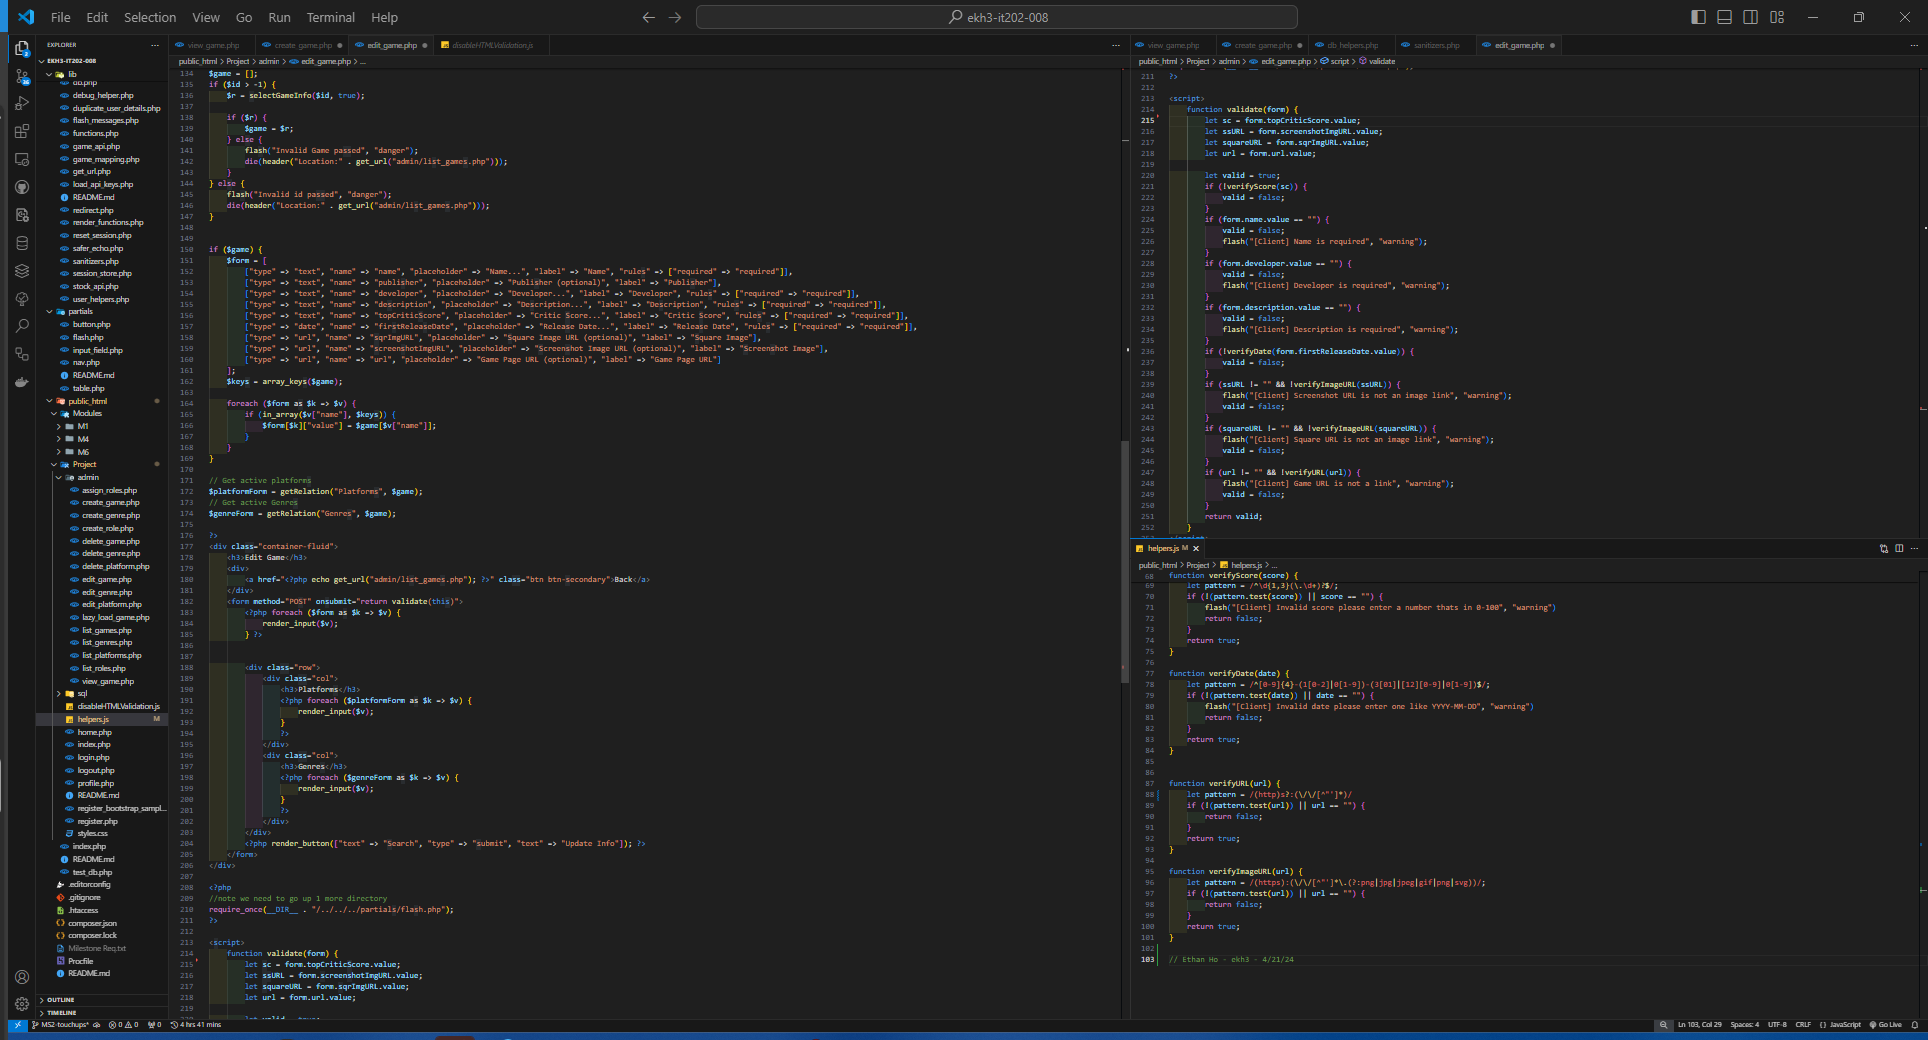 File Edit Selection View Go Run Terminal Help
ekh3-it202-008
EXPLORER
EKH3-IT202-008
lib
db.php
debug_helper.php
duplicate_user_details.php
flash_messages.php
functions.php
game_api.php
game_mapping.php
get_url.php
load_api_keys.php
README.md
redirect.php
render_functions.php
reset_session.php
safer_echo.php
sanitizers.php
session_store.php
stock_api.php
user_helpers.php
partials
button.php
flash.php
input_field.php
nav.php
README.md
table.php
public_html
Modules
M1
M4
M6
Project
admin
assign_roles.php
create_game.php
create_genre.php
create_role.php
delete_game.php
delete_genre.php
delete_platform.php
edit_game.php
edit_genre.php
edit_platform.php
lazy_load_game.php
list_games.php
list_genres.php
list_platforms.php
list_roles.php
view_game.php
sql
disableHTMLValidation.js
helpers.js M
home.php
index.php
login.php
logout.php
profile.php
README.md
register_bootstrap_sampl...
register.php
styles.css
index.php
README.md
test_db.php
.editorconfig
.gitignore
.htaccess
composer.json
composer.lock
Milestone Req.txt
Procfile
README.md
OUTLINE
TIMELINE
view_game.php create_game.php edit_game.php disableHTMLValidation.js
public_html > Project > admin > edit_game.php > ...
134 $game = [];
135 if ($id > -1) {
136 $r = selectGameInfo($id, true);
137
138 if ($r) {
139 $game = $r;
140 } else {
141 flash("Invalid Game passed", "danger");
142 die(header("Location:" . get_url("admin/list_games.php")));
143 }
144 } else {
145 flash("Invalid id passed", "danger");
146 die(header("Location:" . get_url("admin/list_games.php")));
147 }
148
149
150 if ($game) {
151 $form = [
152 ["type" => "text", "name" => "name", "placeholder" => "Name...", "label" => "Name", "rules" => ["required" => "required"]],
153 ["type" => "text", "name" => "publisher", "placeholder" => "Publisher (optional)", "label" => "Publisher"],
154 ["type" => "text", "name" => "developer", "placeholder" => "Developer...", "label" => "Developer", "rules" => ["required" => "required"]],
155 ["type" => "text", "name" => "description", "placeholder" => "Description...", "label" => "Description", "rules" => ["required" => "required"]],
156 ["type" => "text", "name" => "topCriticScore", "placeholder" => "Critic Score...", "label" => "Critic Score", "rules" => ["required" => "required"]],
157 ["type" => "date", "name" => "firstReleaseDate", "placeholder" => "Release Date...", "label" => "Release Date", "rules" => ["required" => "required"]],
158 ["type" => "url", "name" => "sqrImgURL", "placeholder" => "Square Image URL (optional)", "label" => "Square Image"],
159 ["type" => "url", "name" => "screenshotImgURL", "placeholder" => "Screenshot Image URL (optional)", "label" => "Screenshot Image"],
160 ["type" => "url", "name" => "url", "placeholder" => "Game Page URL (optional)", "label" => "Game Page URL"]
161 ];
162 $keys = array_keys($game);
163
164 foreach ($form as $k => $v) {
165 if (in_array($v["name"], $keys)) {
166 $form[$k]["value"] = $game[$v["name"]];
167 }
168 }
169 }
170
171 // Get active platforms
172 $platformForm = getRelation("Platforms", $game);
173 // Get active Genres
174 $genreForm = getRelation("Genres", $game);
175
176 ?>
177 <div class="container-fluid">
178 <h3>Edit Game</h3>
179 <div>
180 <a href="<?php echo get_url("admin/list_games.php"); ?>" class="btn btn-secondary">Back</a>
181 </div>
182 <form method="POST" onsubmit="return validate(this)">
183 <?php foreach ($form as $k => $v) {
184 render_input($v);
185 } ?>
186
187
188 <div class="row">
189 <div class="col">
190 <h3>Platforms</h3>
191 <?php foreach ($platformForm as $k => $v) {
192 render_input($v);
193 }
194 ?>
195 </div>
196 <div class="col">
197 <h3>Genres</h3>
198 <?php foreach ($genreForm as $k => $v) {
199 render_input($v);
200 }
201 ?>
202 </div>
203 </div>
204 <?php render_button(["text" => "Search", "type" => "submit", "text" => "Update Info"]); ?>
205 </form>
206 </div>
207
208 <?php
209 //note we need to go up 1 more directory
210 require_once(__DIR__ . "/../../../partials/flash.php");
211 ?>
212
213 <script>
214 function validate(form) {
215 let sc = form.topCriticScore.value;
216 let ssURL = form.screenshotImgURL.value;
217 let squareURL = form.sqrImgURL.value;
218 let url = form.url.value;
219
view_game.php create_game.php db_helpers.php sanitizers.php edit_game.php
public_html > Project > admin > edit_game.php > script > validate
211 ?>
212
213 <script>
214 function validate(form) {
215 let sc = form.topCriticScore.value;
216 let ssURL = form.screenshotImgURL.value;
217 let squareURL = form.sqrImgURL.value;
218 let url = form.url.value;
219
220 let valid = true;
221 if (!verifyScore(sc)) {
222 valid = false;
223 }
224 if (form.name.value == "") {
225 valid = false;
226 flash("[Client] Name is required", "warning");
227 }
228 if (form.developer.value == "") {
229 valid = false;
230 flash("[Client] Developer is required", "warning");
231 }
232 if (form.description.value == "") {
233 valid = false;
234 flash("[Client] Description is required", "warning");
235 }
236 if (!verifyDate(form.firstReleaseDate.value)) {
237 valid = false;
238 }
239 if (ssURL != "" && !verifyImageURL(ssURL)) {
240 flash("[Client] Screenshot URL is not an image link", "warning");
241 valid = false;
242 }
243 if (squareURL != "" && !verifyImageURL(squareURL)) {
244 flash("[Client] Square URL is not an image link", "warning");
245 valid = false;
246 }
247 if (url != "" && !verifyURL(url)) {
248 flash("[Client] Game URL is not a link", "warning");
249 valid = false;
250 }
251 return valid;
252 }
helpers.js M
public_html > Project > helpers.js > ...
68 function verifyScore(score) {
69 let pattern = /^\d{1,3}(\.\d+)?$/;
70 if (!(pattern.test(score)) || score == "") {
71 flash("[Client] Invalid score please enter a number thats in 0-100", "warning")
72 return false;
73 }
74 return true;
75 }
76
77 function verifyDate(date) {
78 let pattern = /^[0-9]{4}-(1[0-2]|0[1-9])-(3[01]|[12][0-9]|0[1-9])$/;
79 if (!(pattern.test(date)) || date == "") {
80 flash("[Client] Invalid date please enter one like YYYY-MM-DD", "warning")
81 return false;
82 }
83 return true;
84 }
85
86
87 function verifyURL(url) {
88 let pattern = /(http)s?:(\/\/[^"']*)/
89 if (!(pattern.test(url)) || url == "") {
90 return false;
91 }
92 return true;
93 }
94
95 function verifyImageURL(url) {
96 let pattern = /(https):(\/\/[^"']*\.(?:png|jpg|jpeg|gif|png|svg))/;
97 if (!(pattern.test(url)) || url == "") {
98 return false;
99 }
100 return true;
101 }
102
103 // Ethan Ho - ekh3 - 4/21/24
MS2-touchups* 0 0 0 4 hrs 41 mins
Ln 103, Col 29 Spaces: 4 UTF-8 CRLF {} JavaScript Go Live